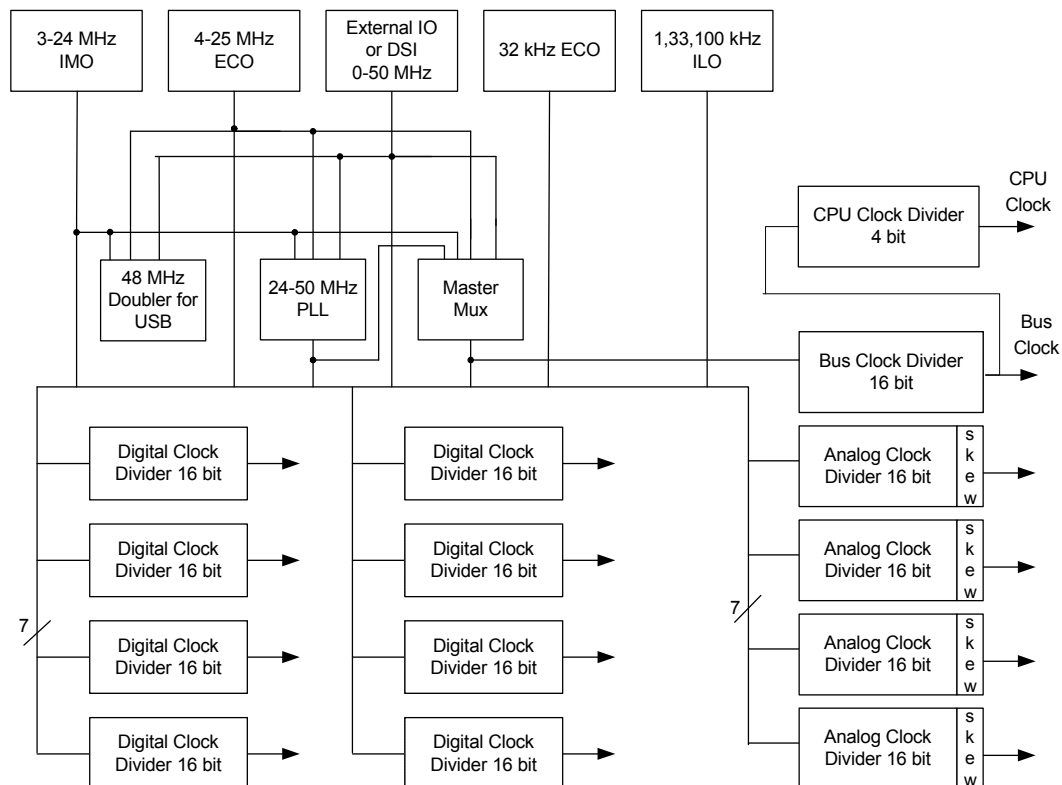 3-24 MHz
IMO
4-25 MHz
ECO
External IO
or DSI
0-50 MHz
32 kHz ECO
1,33,100 kHz
ILO
48 MHz
Doubler for
USB
24-50 MHz
PLL
Master
Mux
CPU Clock Divider
4 bit
CPU
Clock
Bus Clock Divider
16 bit
Bus
Clock
Digital Clock
Divider 16 bit
Digital Clock
Divider 16 bit
Analog Clock
Divider 16 bit
s
k
e
w
Digital Clock
Divider 16 bit
Digital Clock
Divider 16 bit
Analog Clock
Divider 16 bit
s
k
e
w
7
7
Digital Clock
Divider 16 bit
Digital Clock
Divider 16 bit
Analog Clock
Divider 16 bit
s
k
e
w
Digital Clock
Divider 16 bit
Digital Clock
Divider 16 bit
Analog Clock
Divider 16 bit
s
k
e
w